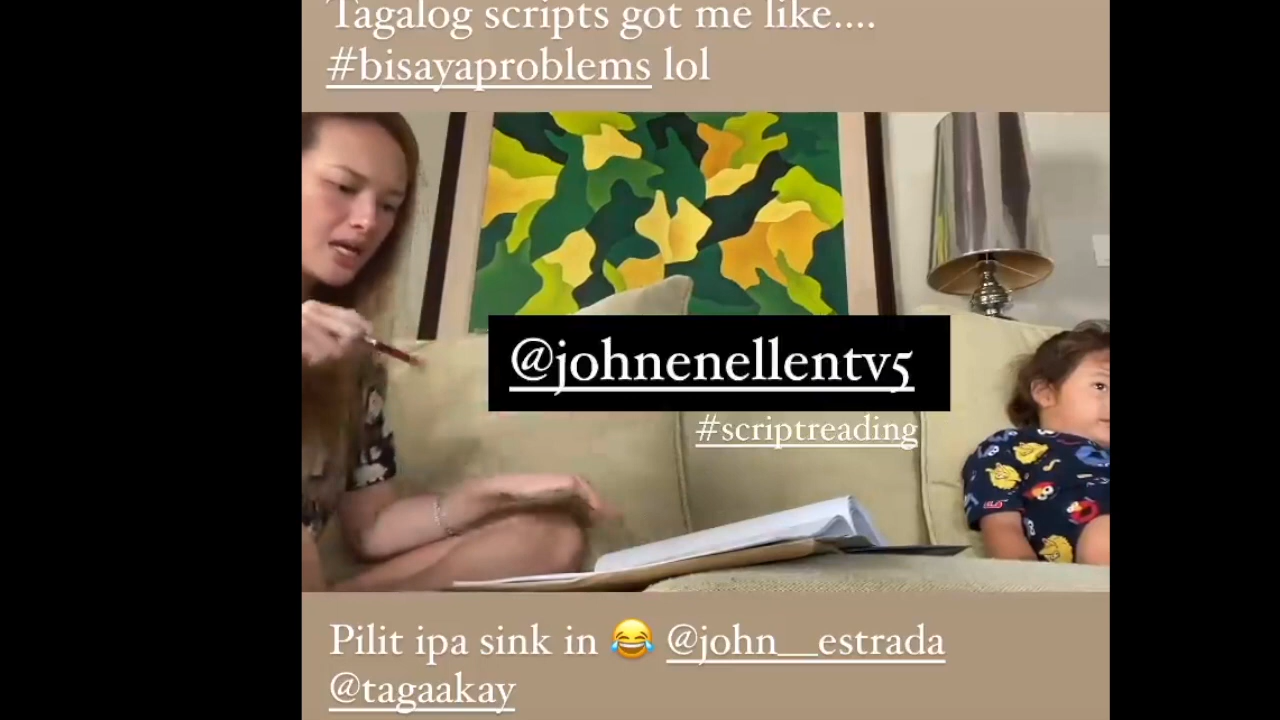 Tagalog scripts got me like....
#bisayaproblems lol
@johnenellentv5
#scriptreading
Pilit ipa sink in 😂 @john__estrada
@tagaakay